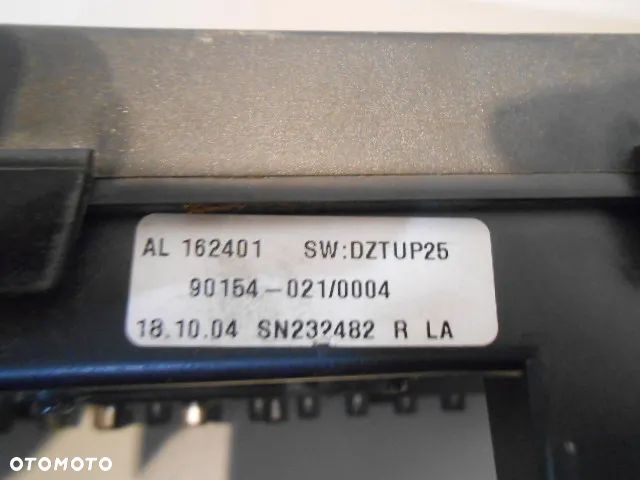 AL 162401 SW:DZTUP25
90154-021/0004
18.10.04 SN232482 R LA
OTOMOTO